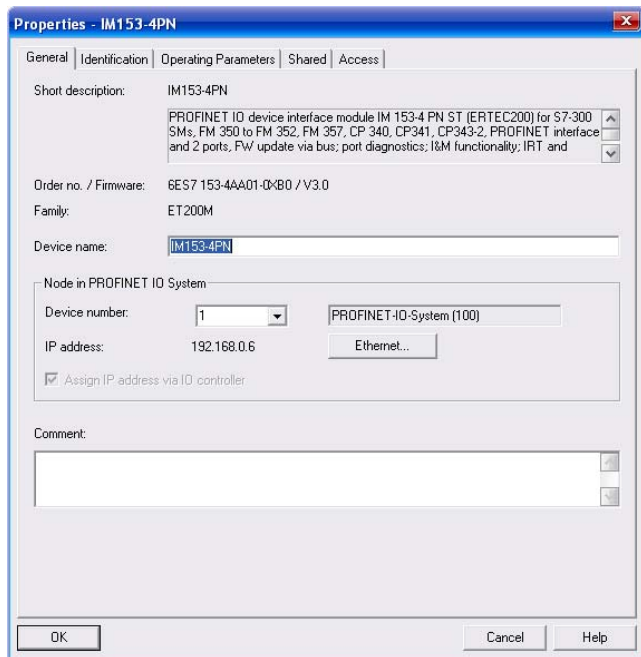 Properties - IM153-4PN
General Identification Operating Parameters Shared Access
Short description: IM153-4PN
PROFINET IO device interface module IM 153-4 PN ST (ERTEC200) for S7-300
SMs, FM 350 to FM 352, FM 357, CP 340, CP341, CP343-2, PROFINET interface
and 2 ports, FW update via bus; port diagnostics; I&M functionality; IRT and
Order no. / Firmware: 6ES7 153-4AA01-0XB0 / V3.0
Family: ET200M
Device name: IM153-4PN
Node in PROFINET IO System
Device number: 1 PROFINET-IO-System (100)
IP address: 192.168.0.6 Ethernet...
Assign IP address via IO controller
Comment:
OK Cancel Help